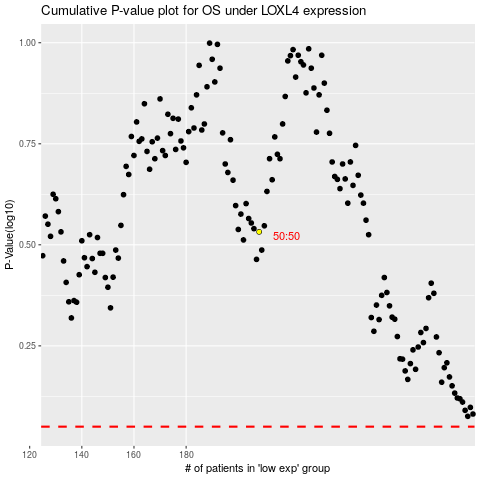 Cumulative P-value plot for OS under LOXL4 expression
P-Value(log10)
1.00
0.75
0.50
0.25
50:50
120 140 160 180
# of patients in 'low exp' group